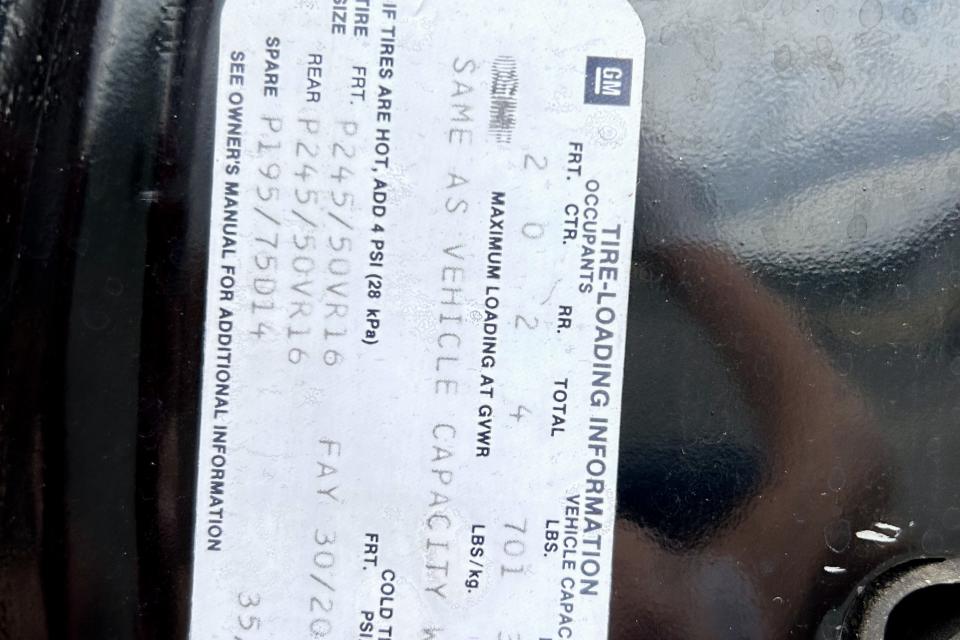 GM
TIRE-LOADING INFORMATION
OCCUPANTS VEHICLE CAPAC
FRT. CTR. RR. TOTAL LBS.
2 0 2 4 701
MAXIMUM LOADING AT GVWR LBS/kg.
SAME AS VEHICLE CAPACITY
IF TIRES ARE HOT, ADD 4 PSI (28 kPa) COLD
TIRE FRT. PSI
SIZE FRT. P245/50VR16 FAY 30/20
REAR P245/50VR16
SPARE P195/75D14 35,
SEE OWNER'S MANUAL FOR ADDITIONAL INFORMATION